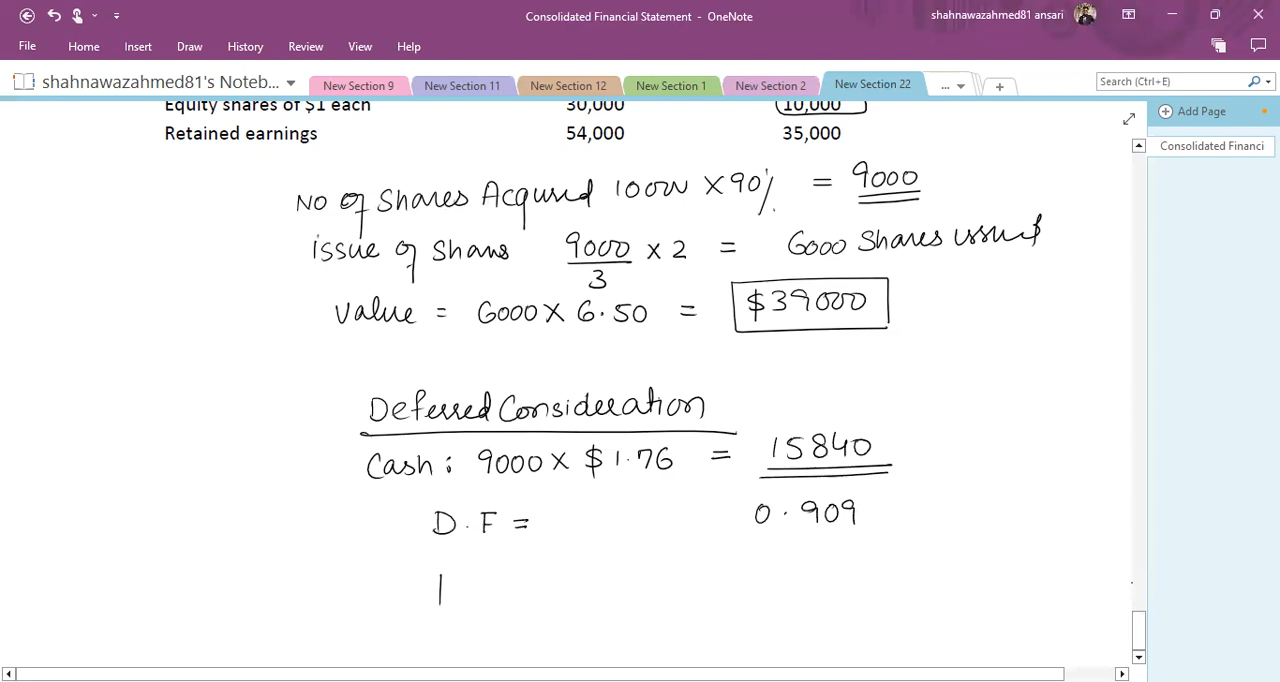 Consolidated Financial Statement - OneNote
shahnawazahmed81 ansari
File Home Insert Draw History Review View Help
shahnawazahmed81's Noteb... New Section 9 New Section 11 New Section 12 New Section 1 New Section 2 New Section 22 ... Search (Ctrl+E)
Add Page
Consolidated Financi
Equity shares of $1 each 30,000 10,000
Retained earnings 54,000 35,000
No of Shares Acquired 10000 X 90% = 9000
issue of Shares 9000/3 x 2 = 6000 Shares issued
Value = 6000 X 6.50 = $39000
Deferred Consideration
Cash : 9000 X $1.76 = 15840
D.F = 0.909